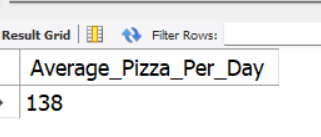 Result Grid Filter Rows:
Average_Pizza_Per_Day
138